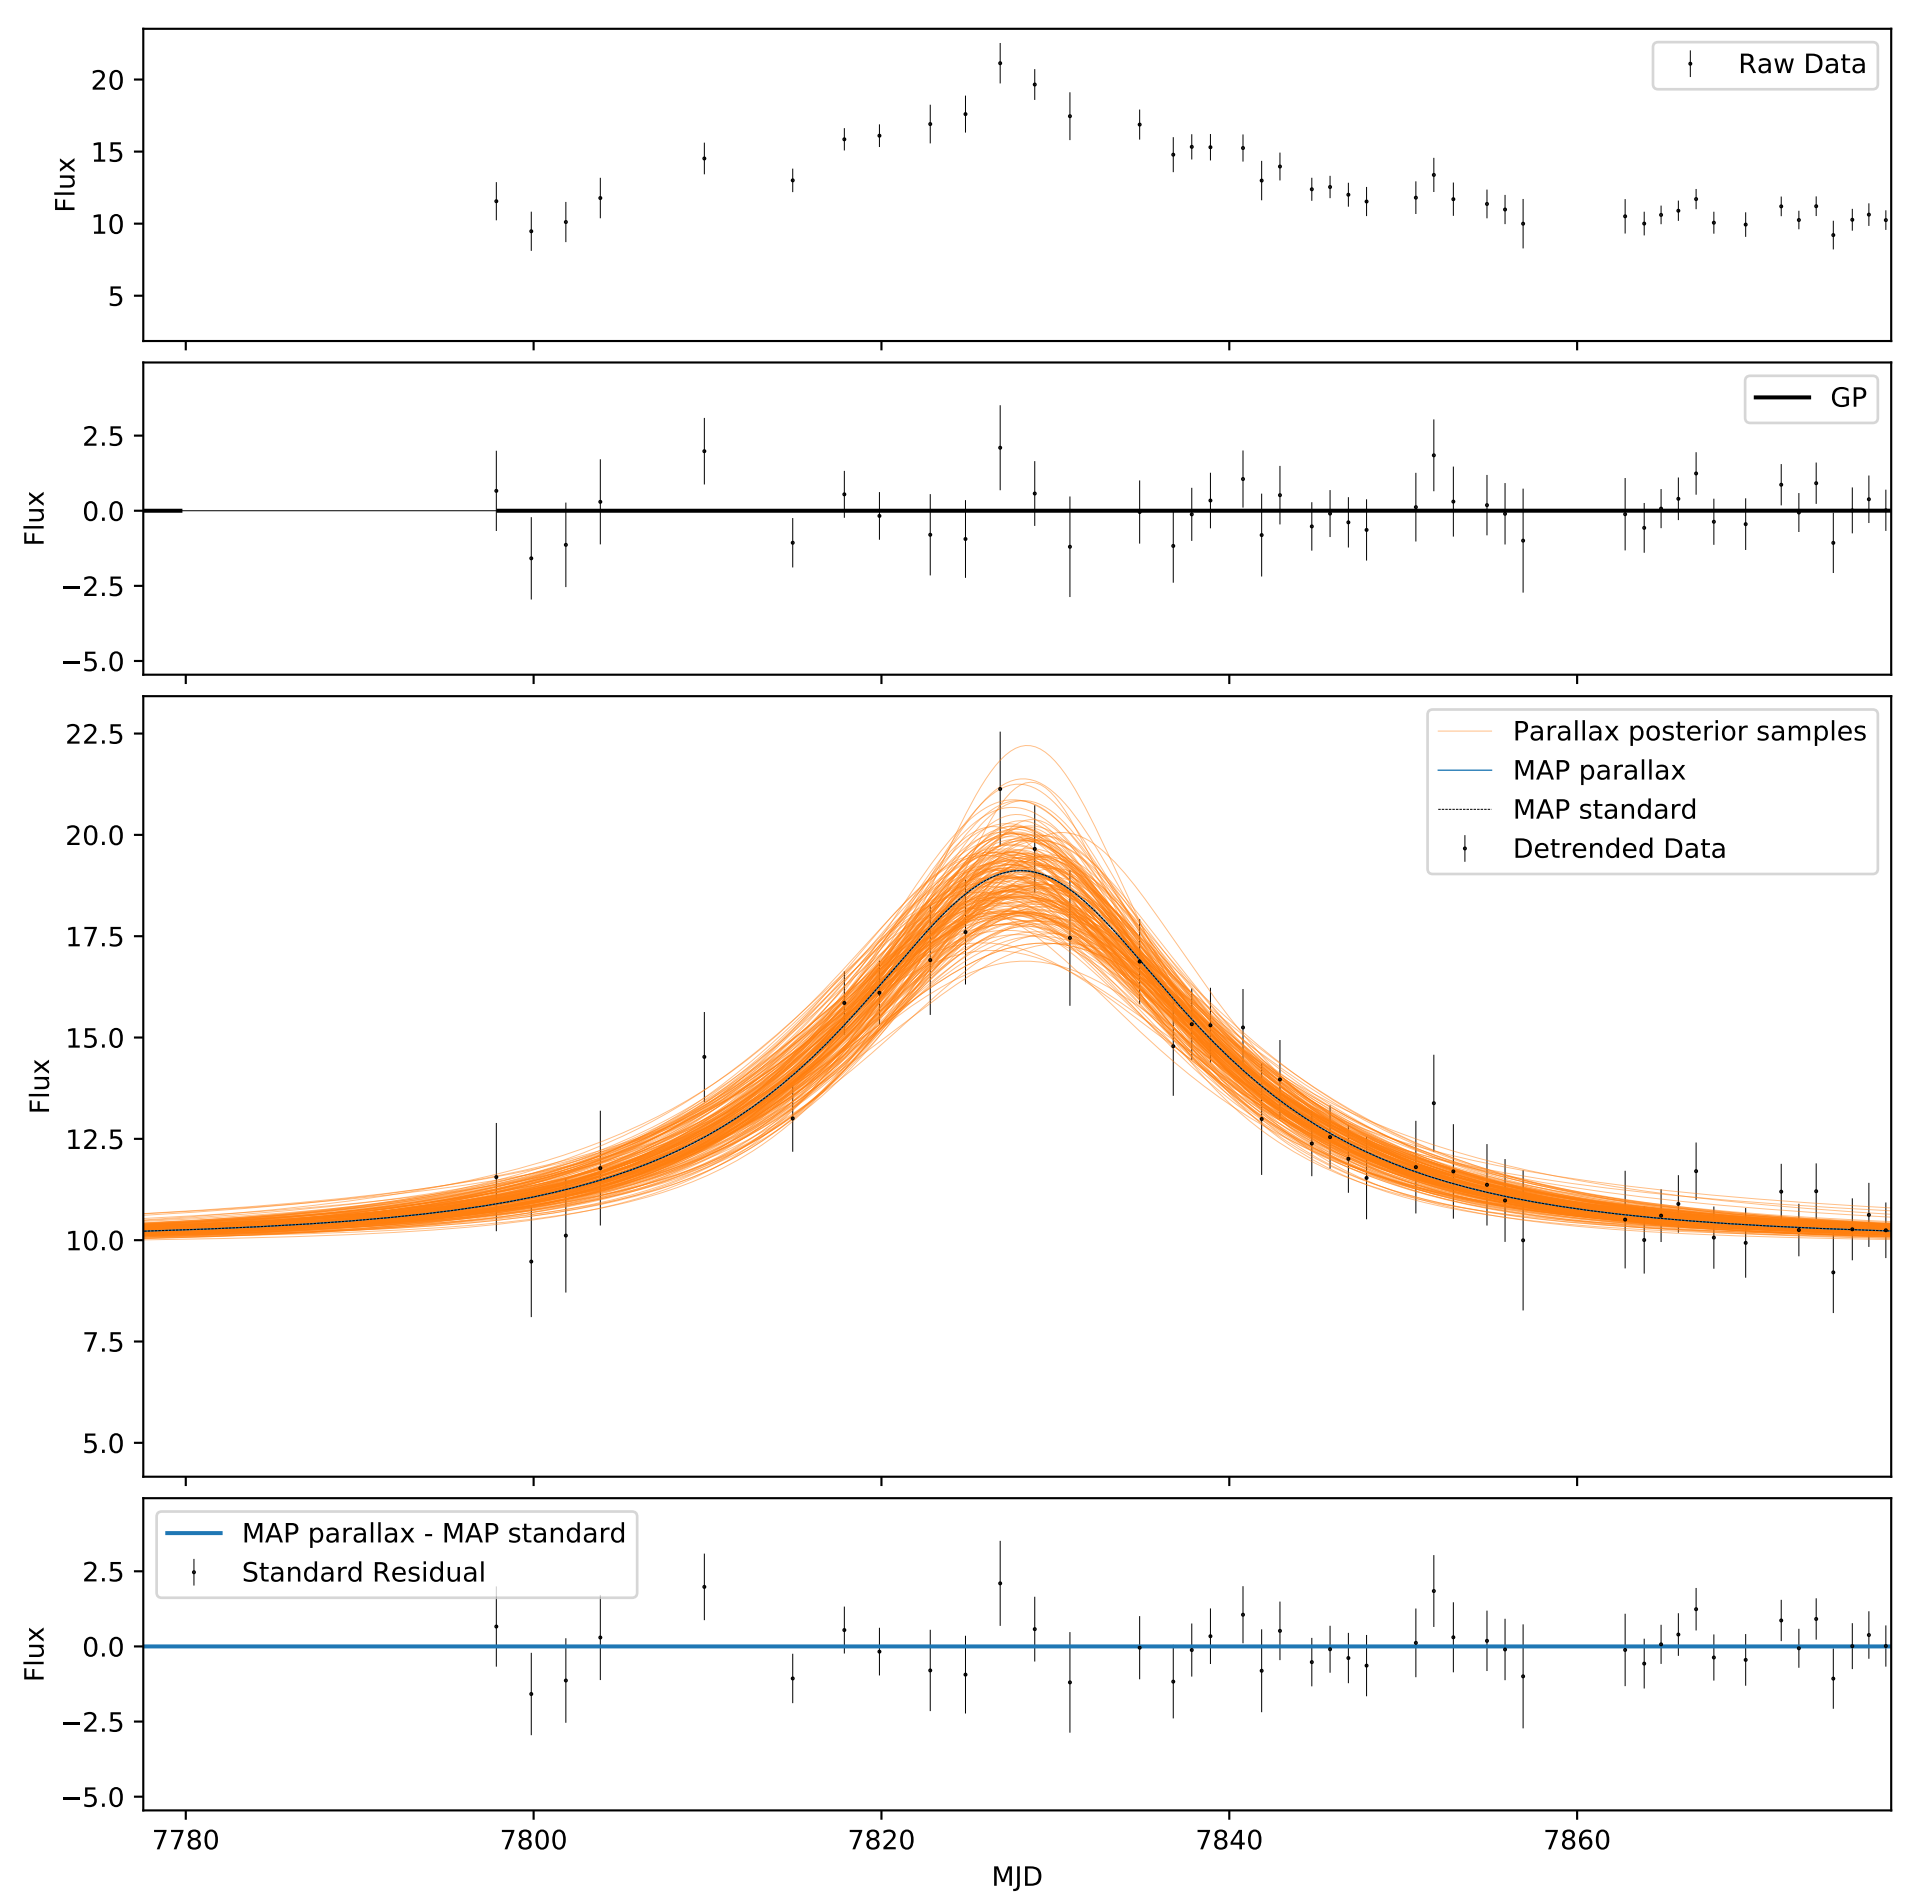 Flux
20
15
10
5
Raw Data
Flux
2.5
0.0
−2.5
−5.0
GP
Flux
22.5
20.0
17.5
15.0
12.5
10.0
7.5
5.0
Parallax posterior samples
MAP parallax
MAP standard
Detrended Data
Flux
2.5
0.0
−2.5
−5.0
MAP parallax - MAP standard
Standard Residual
7780 7800 7820 7840 7860
MJD